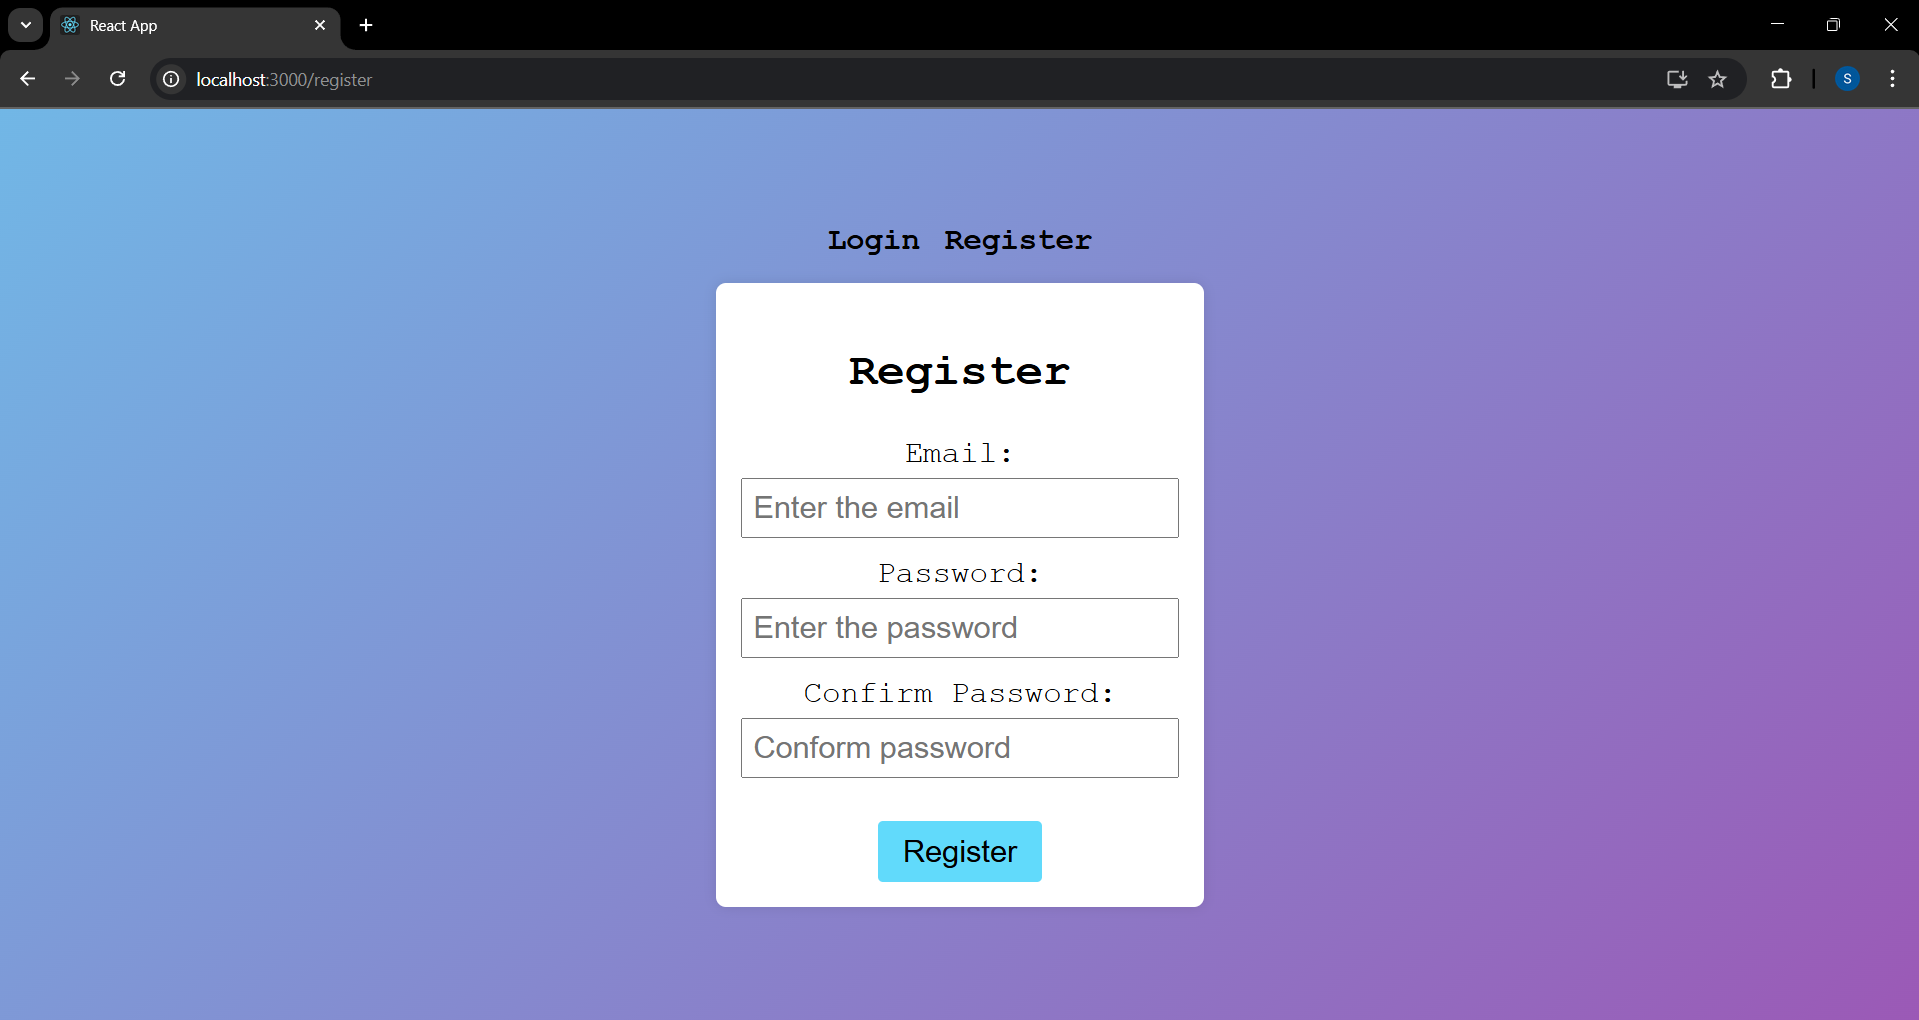 React App
localhost:3000/register
S
Login Register
Register
Email:
Enter the email
Password:
Enter the password
Confirm Password:
Conform password
Register